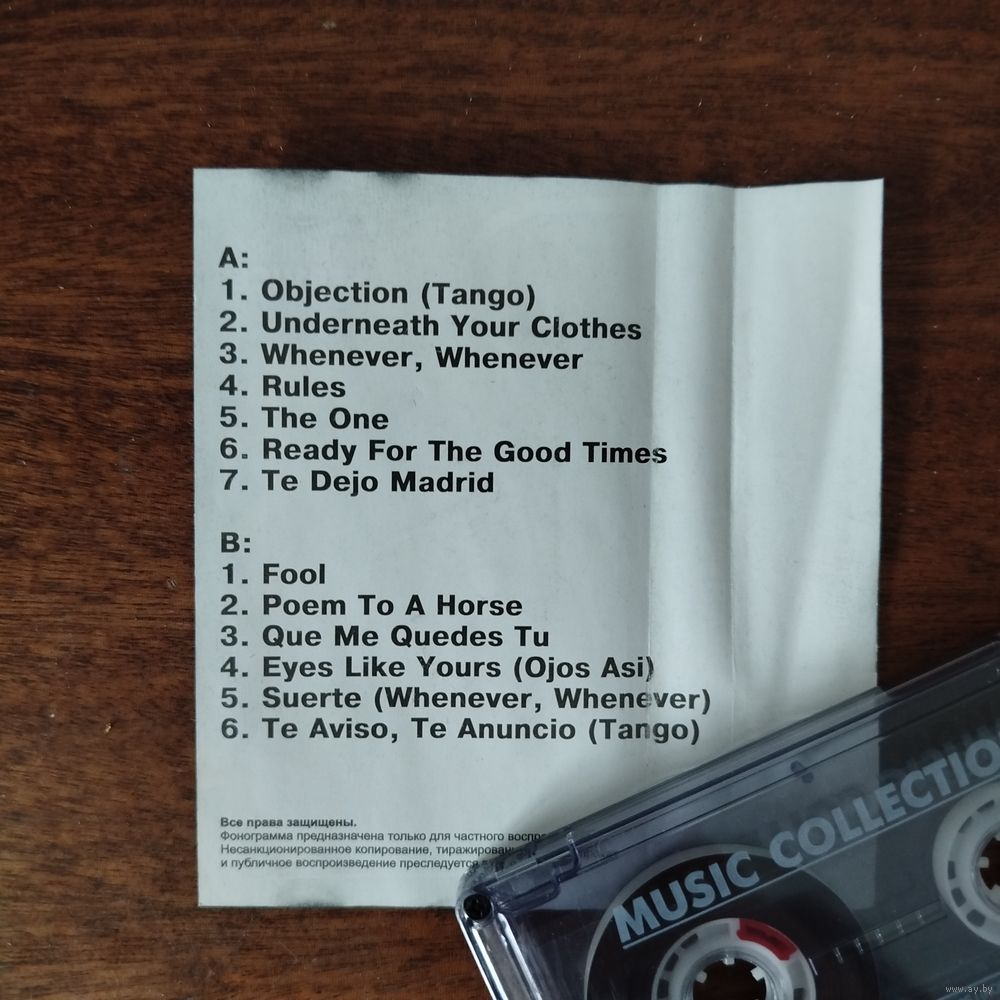 A:
1. Objection (Tango)
2. Underneath Your Clothes
3. Whenever, Whenever
4. Rules
5. The One
6. Ready For The Good Times
7. Te Dejo Madrid
B:
1. Fool
2. Poem To A Horse
3. Que Me Quedes Tu
4. Eyes Like Yours (Ojos Asi)
5. Suerte (Whenever, Whenever)
6. Te Aviso, Te Anuncio (Tango)
Все права защищены.
Фонограмма предназначена только для частного
Несанкционированное копирование,
и публичное воспроизведение преследуется
MUSIC COLLECTIO
www.ay.by